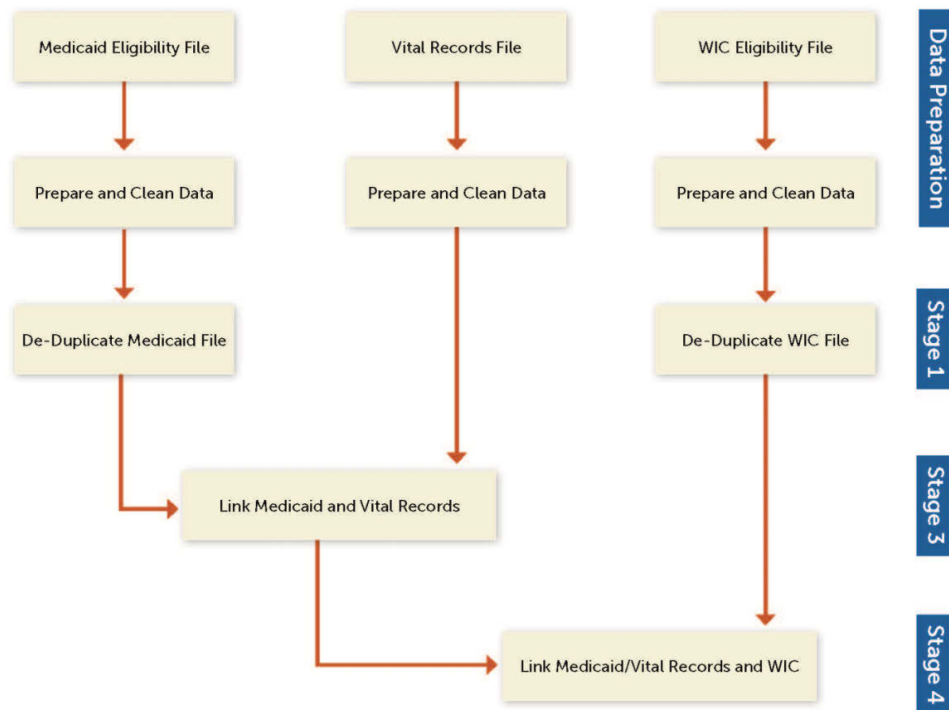 Medicaid Eligibility File
Vital Records File
WIC Eligibility File
Data Preparation
Prepare and Clean Data
Prepare and Clean Data
Prepare and Clean Data
De-Duplicate Medicaid File
De-Duplicate WIC File
Stage 1
Link Medicaid and Vital Records
Stage 3
Link Medicaid/Vital Records and WIC
Stage 4